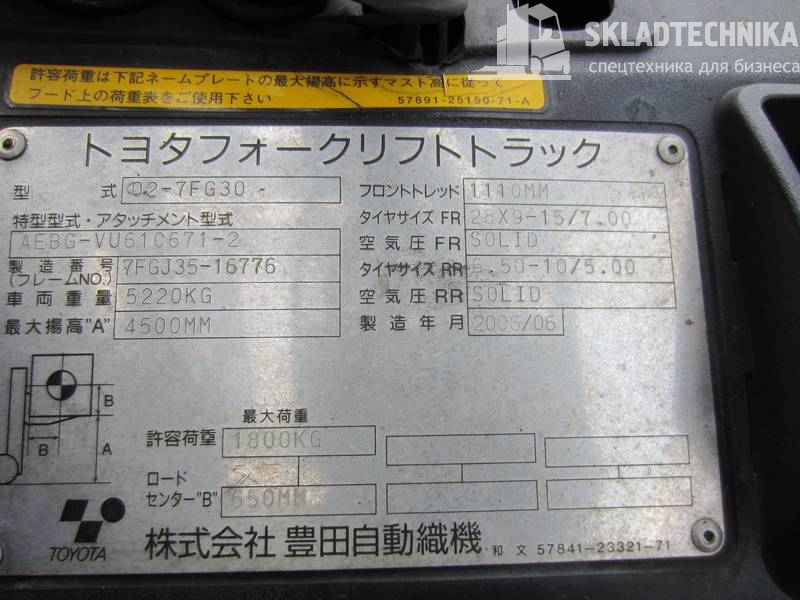 SKLADTECHNIKA
спецтехника для бизнеса
許容荷重は下記ネームプレートの最大揚高に示すマスト高に従って
フード上の荷重表をご使用下さい
57891-25150-71-A
トヨタフォークリフトトラック
型 式 02-7FG30 -
フロントトレッド 1110MM
特型型式・アタッチメント型式
タイヤサイズ FR 28X9-15/7.00
AEBG-VU61C671-2
空気圧 FR SOLID
製造番号 (フレームNO.) 7FGJ35-16776
タイヤサイズ RR 6.50-10/5.00
車両重量 5220KG
空気圧 RR SOLID
最大揚高"A" 4500MM
製造年月 2006/06
B
B
A
最大荷重
許容荷重 1800KG
ロード
センター"B" 650MM
TOYOTA
株式会社 豊田自動織機
和 文 57841-23321-71